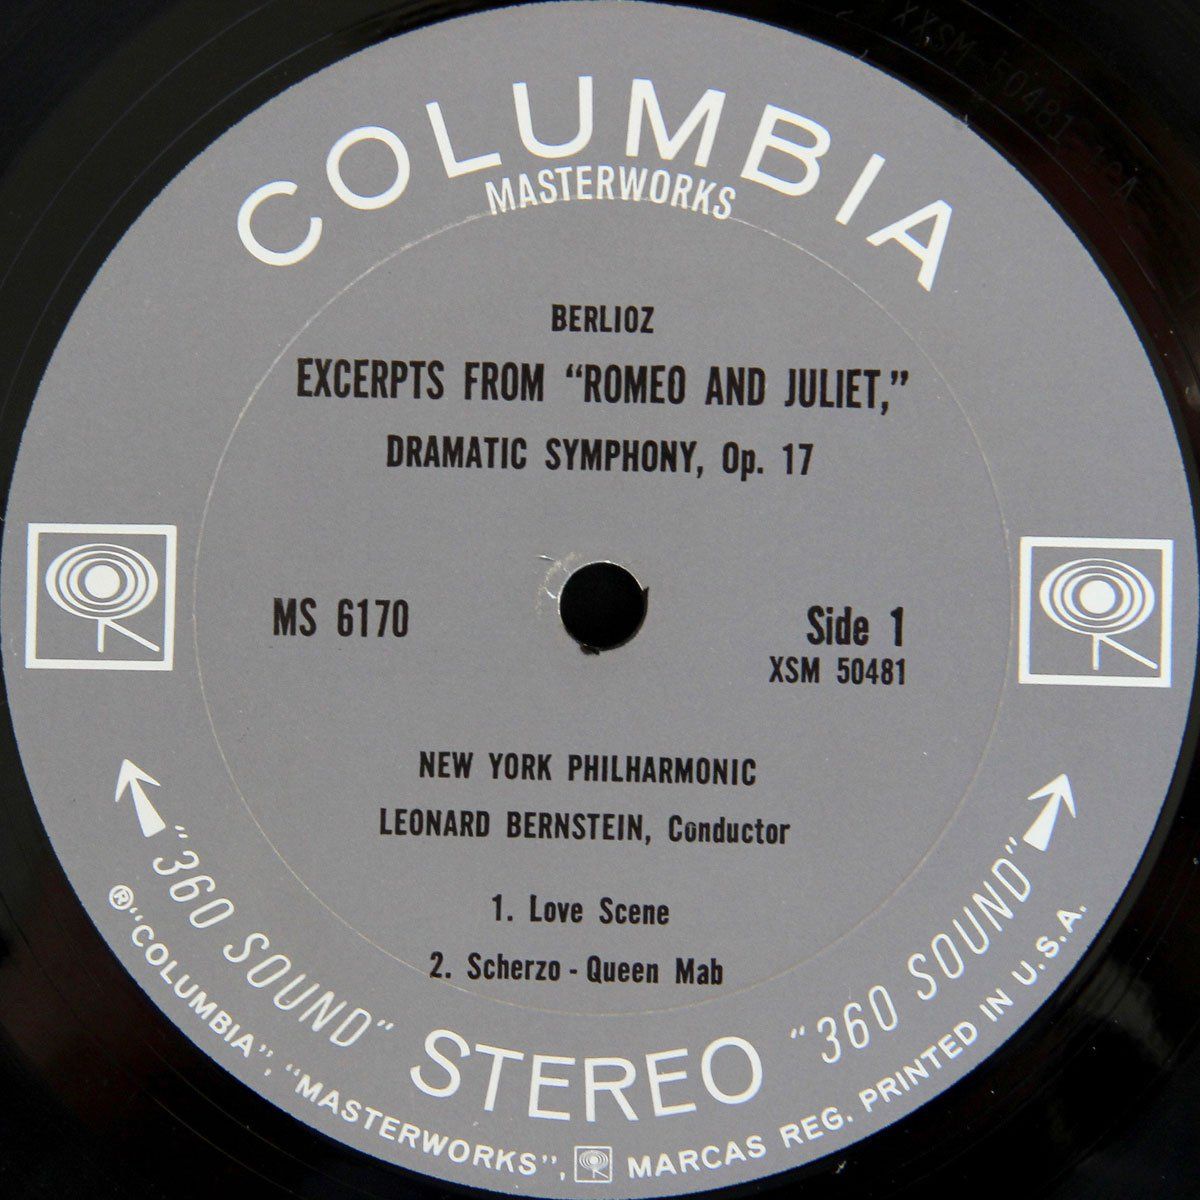 COLUMBIA
MASTERWORKS
BERLIOZ
EXCERPTS FROM “ROMEO AND JULIET,”
DRAMATIC SYMPHONY, Op. 17
MS 6170
Side 1
XSM 50481
NEW YORK PHILHARMONIC
LEONARD BERNSTEIN, Conductor
1. Love Scene
2. Scherzo - Queen Mab
"360 SOUND" STEREO "360 SOUND"
® "COLUMBIA", "MASTERWORKS", MARCAS REG. PRINTED IN U.S.A.